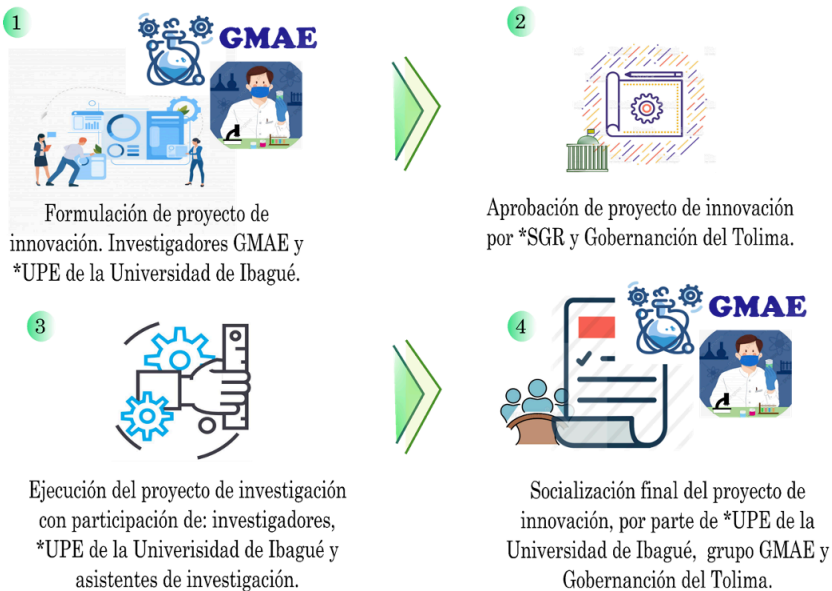 1
GMAE
Formulación de proyecto de
innovación. Investigadores GMAE y
*UPE de la Universidad de Ibagué.
2
Aprobación de proyecto de innovación
por *SGR y Gobernanción del Tolima.
3
Ejecución del proyecto de investigación
con participación de: investigadores,
*UPE de la Univerisidad de Ibagué y
asistentes de investigación.
4
GMAE
Socialización final del proyecto de
innovación, por parte de *UPE de la
Universidad de Ibagué, grupo GMAE y
Gobernanción del Tolima.